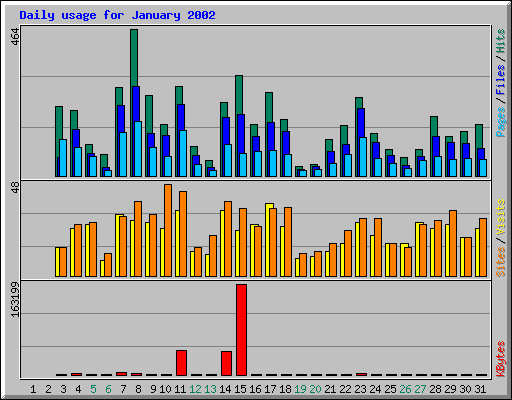 Daily usage for January 2002
464
Pages / Files / Hits
48
Sites / Visits
163199
KBytes
1 2 3 4 5 6 7 8 9 10 11 12 13 14 15 16 17 18 19 20 21 22 23 24 25 26 27 28 29 30 31